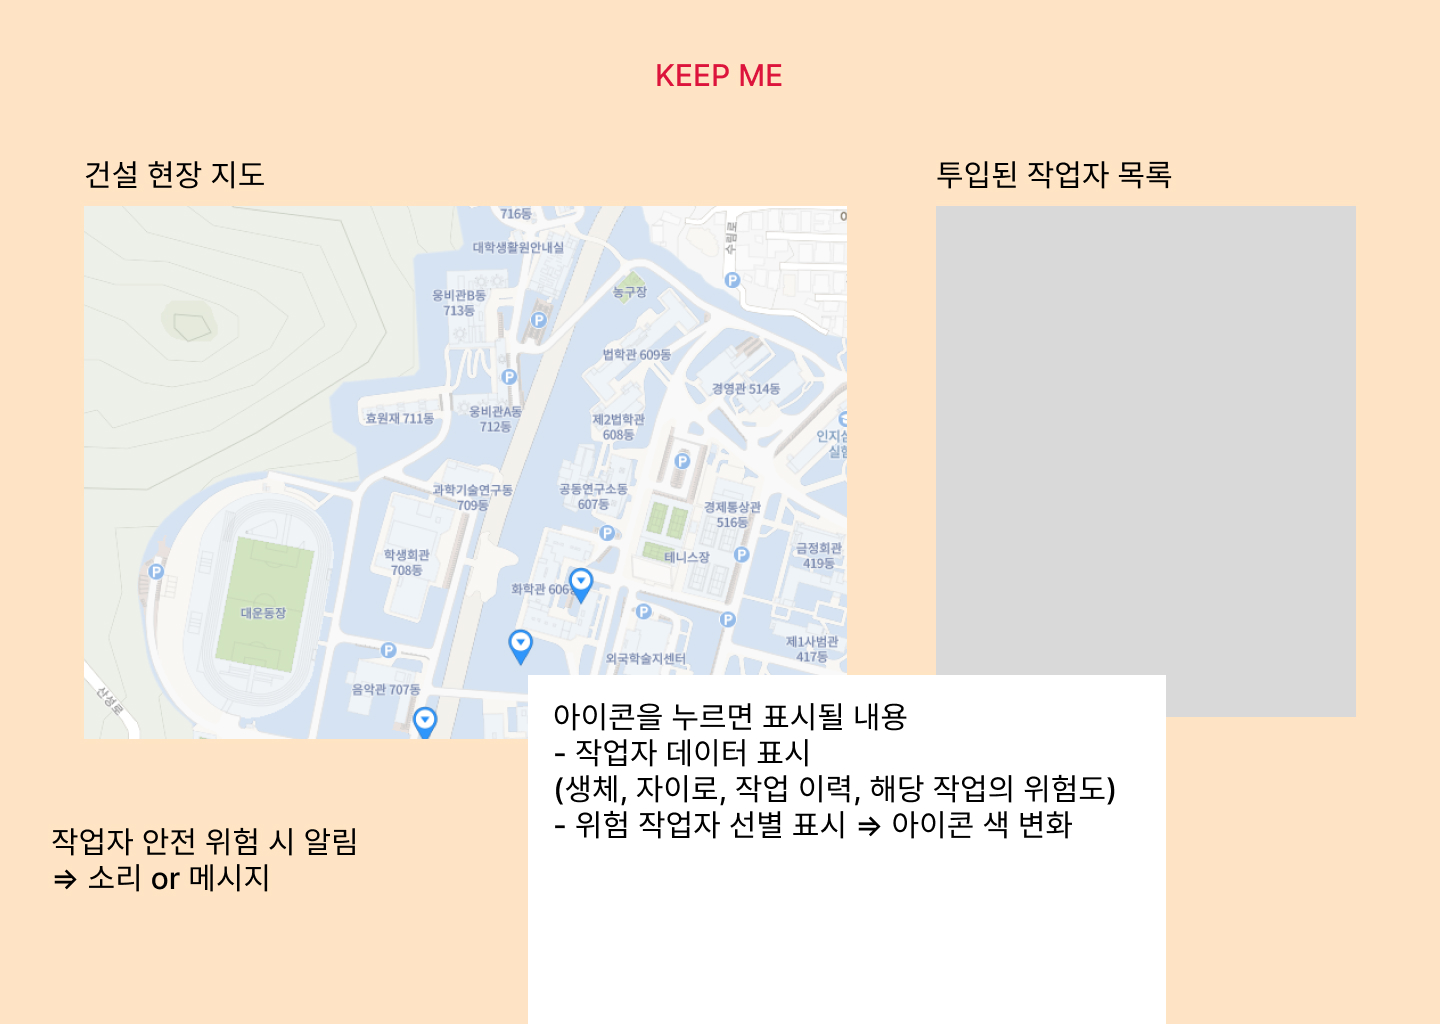 KEEP ME
건설 현장 지도
투입된 작업자 목록
716동
대학생활원안내실
수림로
웅비관B동
713동
농구장
법학관 609동
경영관 514동
효원재 711동
웅비관A동
712동
제2법학관
608동
인지심
실험
과학기술연구동
709동
공동연구소동
607동
경제통상관
516동
학생회관
708동
테니스장
금정회관
419동
화학관 606
대운동장
제1사범관
417동
외국학술지센터
음악관 707동
산성로
P
P
P
P
P
P
P
P
P
P
아이콘을 누르면 표시될 내용
- 작업자 데이터 표시
(생체, 자이로, 작업 이력, 해당 작업의 위험도)
- 위험 작업자 선별 표시 ⇒ 아이콘 색 변화
작업자 안전 위험 시 알림
⇒ 소리 or 메시지